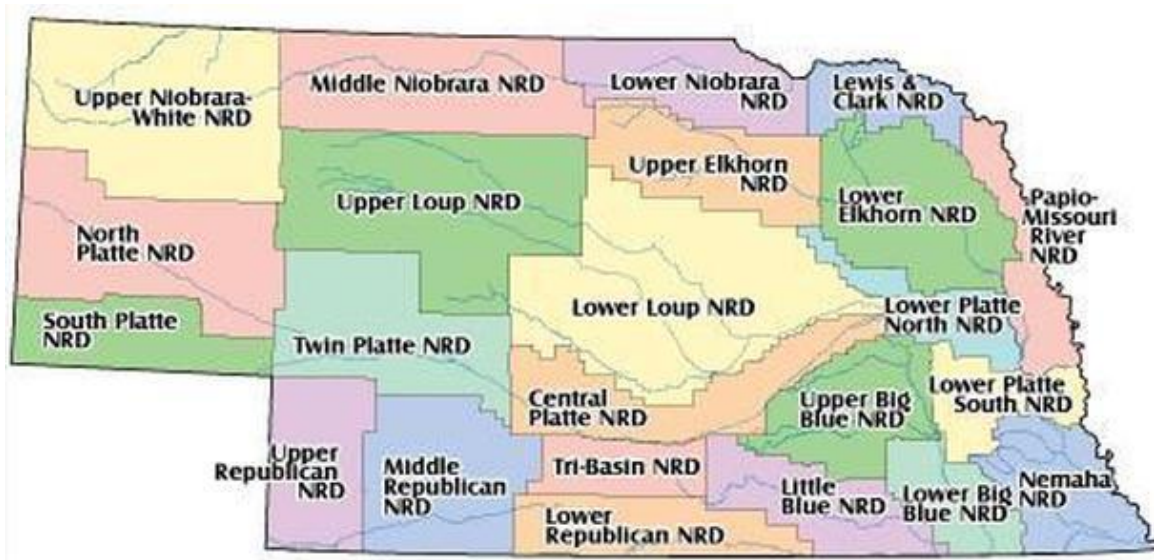 Upper Niobrara-
White NRD
Middle Niobrara NRD
Lower Niobrara
NRD
Lewis &
Clark NRD
Upper Elkhorn
NRD
Lower
Elkhorn NRD
Papio-
Missouri
River
NRD
Upper Loup NRD
North
Platte NRD
South Platte
NRD
Twin Platte NRD
Lower Loup NRD
Lower Platte
North NRD
Central
Platte NRD
Upper Big
Blue NRD
Lower Platte
South NRD
Upper
Republican
NRD
Middle
Republican
NRD
Tri-Basin NRD
Lower
Republican NRD
Little
Blue NRD
Lower Big
Blue NRD
Nemaha
NRD